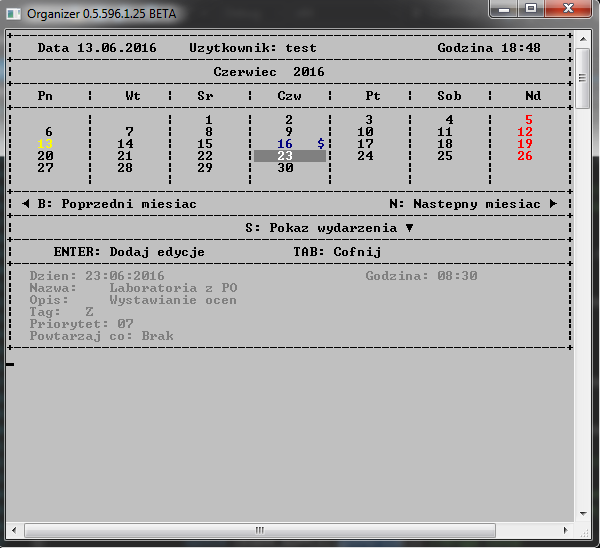 Organizer 0.5.596.1.25 BETA
Data 13.06.2016 Uzytkownik: test Godzina 18:48
Czerwiec 2016
Pn ¦ Wt ¦ Sr ¦ Czw ¦ Pt ¦ Sob ¦ Nd
1 2 3 4 5
6 7 8 9 10 11 12
13 14 15 16 $ 17 18 19
20 21 22 23 24 25 26
27 28 29 30
◄ B: Poprzedni miesiac N: Nastepny miesiac ►
S: Pokaz wydarzenia ▼
ENTER: Dodaj edycje TAB: Cofnij
Dzien: 23:06:2016 Godzina: 08:30
Nazwa: Laboratoria z PO
Opis: Wystawianie ocen
Tag: Z
Priorytet: 07
Powtarzaj co: Brak